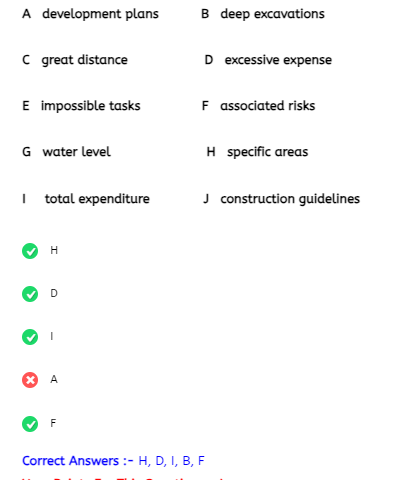 A development plans B deep excavations
C great distance D excessive expense
E impossible tasks F associated risks
G water level H specific areas
I total expenditure J construction guidelines
H
D
I
A
F
Correct Answers :- H, D, I, B, F